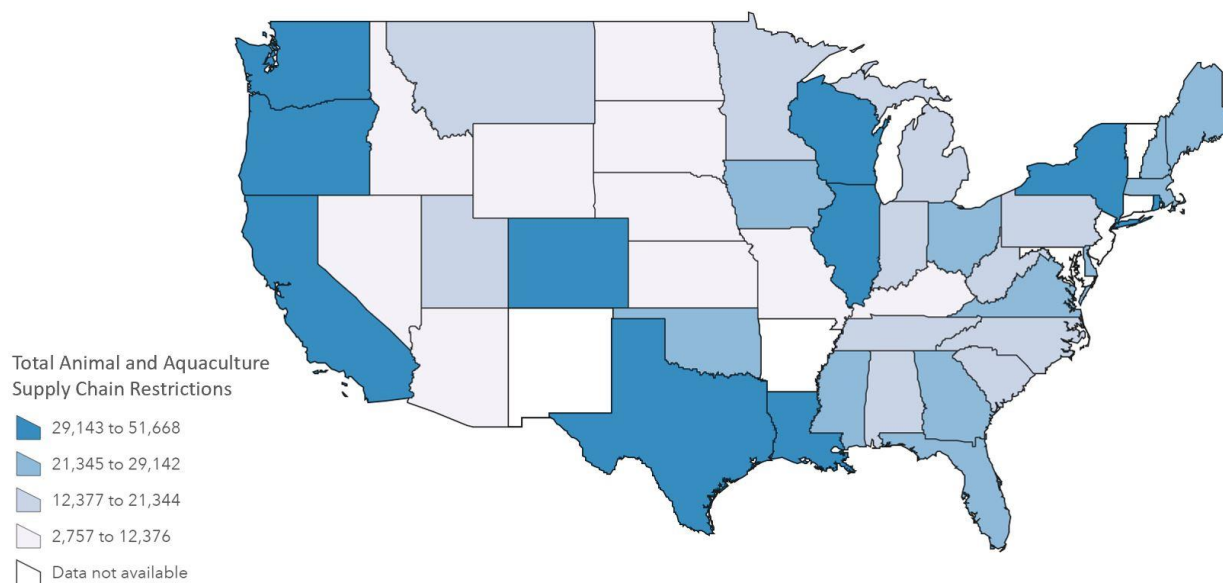 Total Animal and Aquaculture
Supply Chain Restrictions
29,143 to 51,668
21,345 to 29,142
12,377 to 21,344
2,757 to 12,376
Data not available